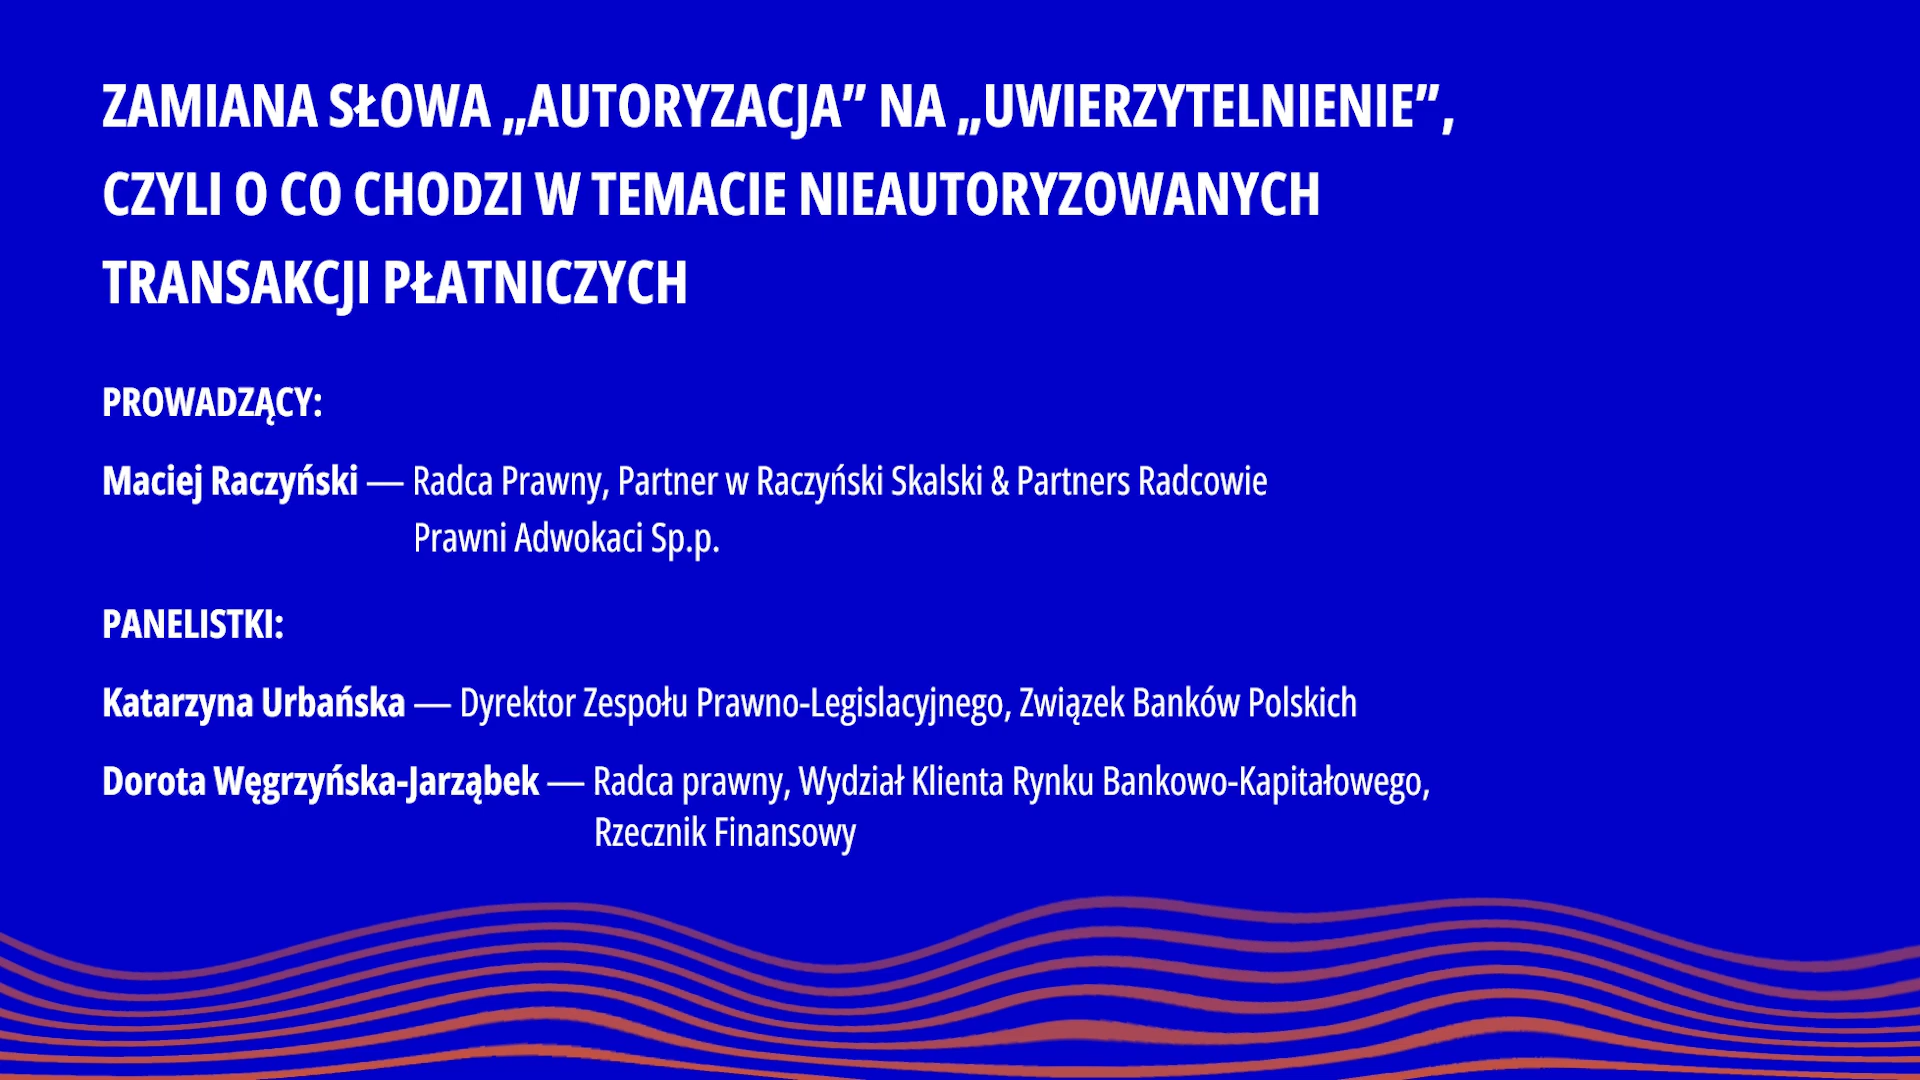 ZAMIANA SŁOWA „AUTORYZACJA” NA „UWIERZYTELNIENIE”,
CZYLI O CO CHODZI W TEMACIE NIEAUTORYZOWANYCH
TRANSAKCJI PŁATNICZYCH
PROWADZĄCY:
Maciej Raczyński — Radca Prawny, Partner w Raczyński Skalski & Partners Radcowie
Prawni Adwokaci Sp.p.
PANELISTKI:
Katarzyna Urbańska — Dyrektor Zespołu Prawno-Legislacyjnego, Związek Banków Polskich
Dorota Węgrzyńska-Jarząbek — Radca prawny, Wydział Klienta Rynku Bankowo-Kapitałowego,
Rzecznik Finansowy